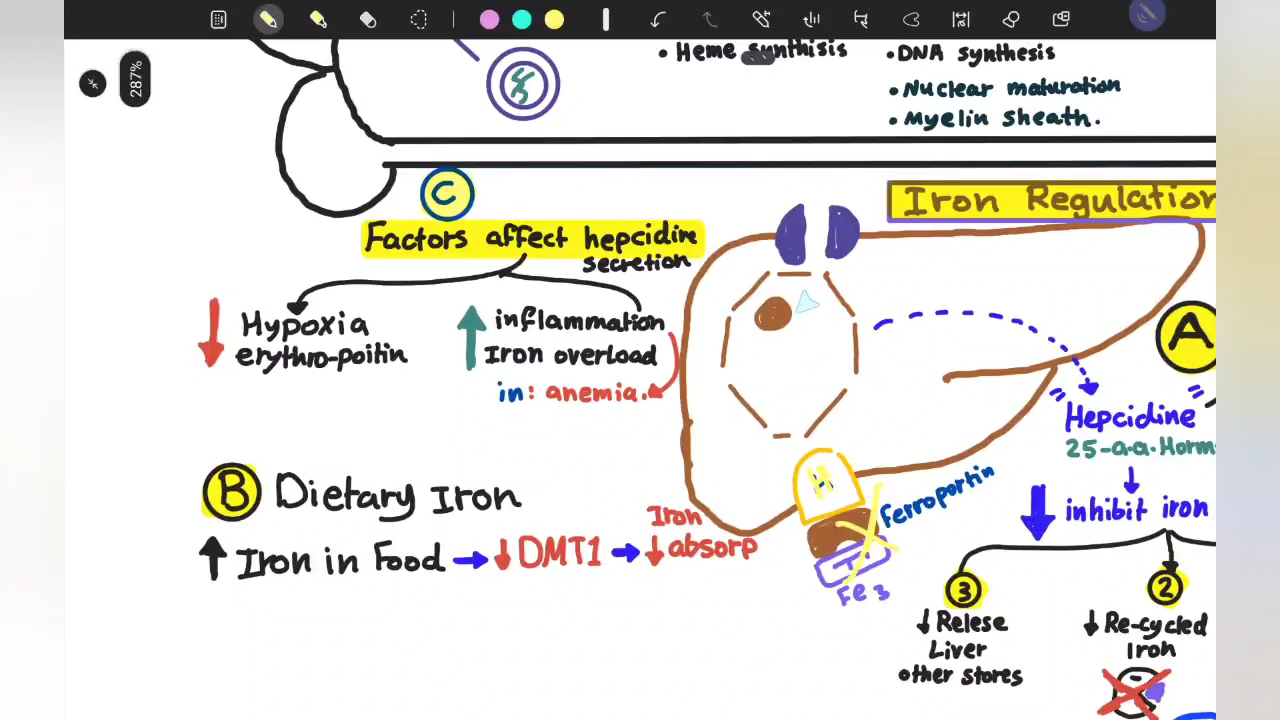 287%
• Heme synthisis
• DNA synthesis
• Nuclear maturation
• Myelin sheath.
C
Iron Regulation
Factors affect hepcidine
secretion
Hypoxia
erythro-poitin
inflammation
Iron overload
in: anemia.
A
Hepcidine
25-a.a. Horm
inhibit iron
H
Ferroportin
Fe3
B Dietary Iron
↑ Iron in Food → ↓ DMT1 → ↓ Iron absorp
3
↓ Relese
Liver
other stores
2
↓ Re-cycled
Iron